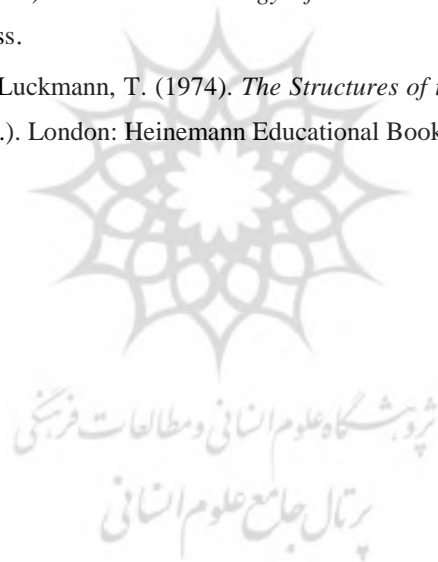 ss.
Luckmann, T. (1974). The Structures of
.). London: Heinemann Educational Book
پژوهشگاه علوم انسانی و مطالعات فرهنگی
پرتال جامع علوم انسانی